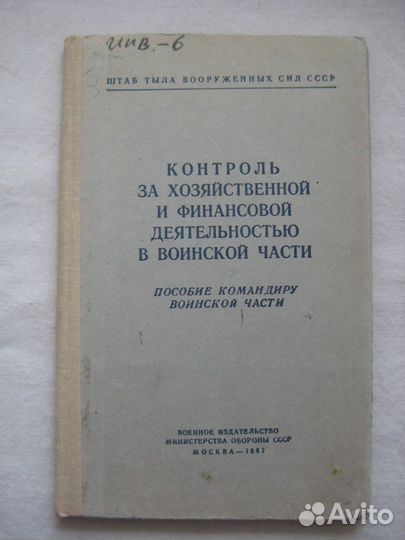 инв. - 6
ШТАБ ТЫЛА ВООРУЖЕННЫХ СИЛ СССР
КОНТРОЛЬ
ЗА ХОЗЯЙСТВЕННОЙ
И ФИНАНСОВОЙ
ДЕЯТЕЛЬНОСТЬЮ
В ВОИНСКОЙ ЧАСТИ
ПОСОБИЕ КОМАНДИРУ
ВОИНСКОЙ ЧАСТИ
ВОЕННОЕ ИЗДАТЕЛЬСТВО
МИНИСТЕРСТВА ОБОРОНЫ СССР
МОСКВА—1967
Avito